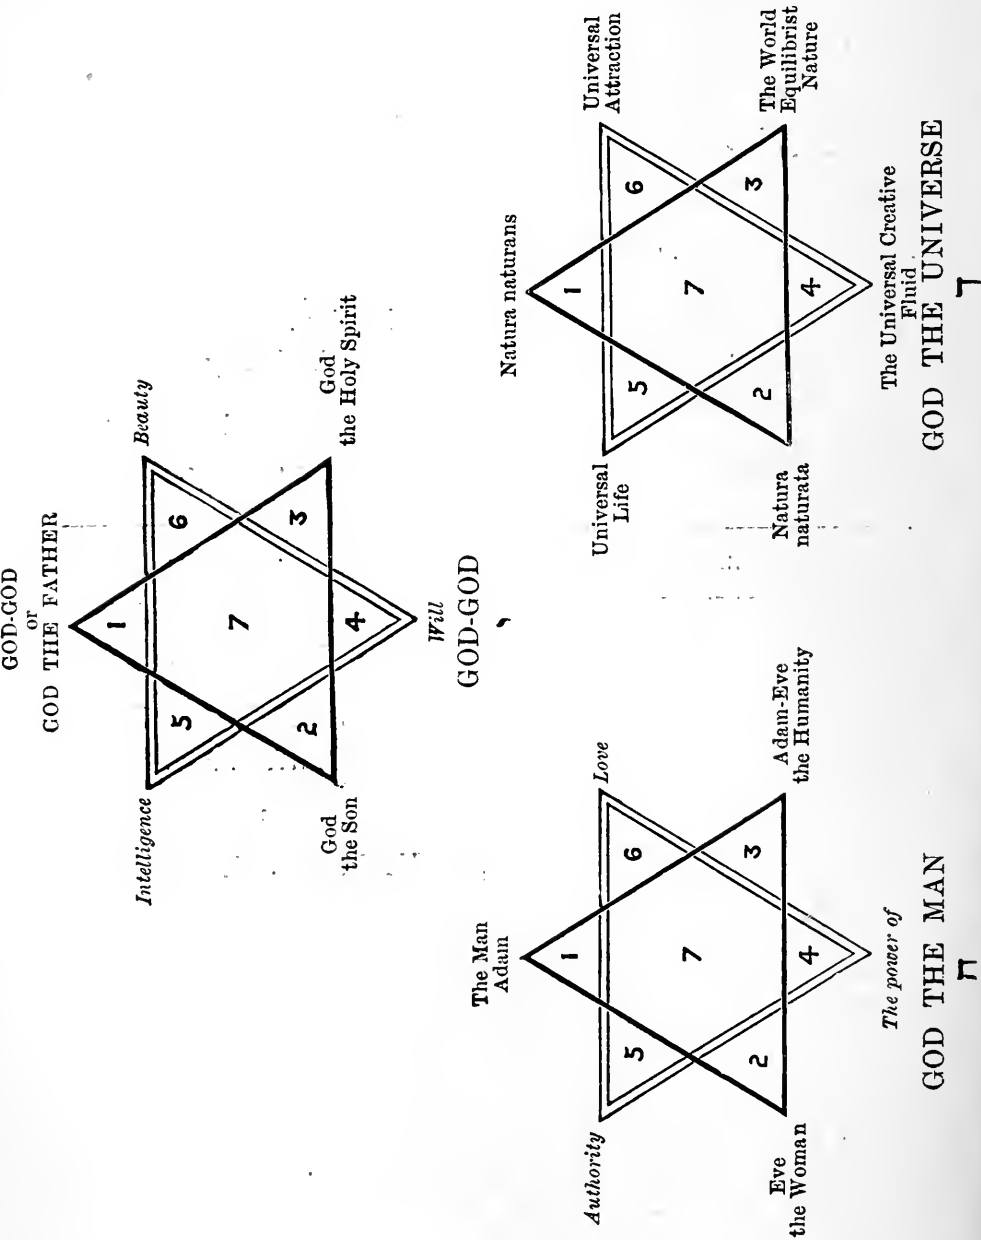 GOD-GOD
or
GOD THE FATHER
Intelligence
Beauty
1
5
6
7
2
3
4
God
the Son
God
the Holy Spirit
Will
GOD-GOD
י
The Man
Adam
Authority
Love
1
5
6
7
2
3
4
Eve
the Woman
Adam-Eve
the Humanity
The power of
GOD THE MAN
Natura naturans
Universal
Life
Universal
Attraction
1
5
6
7
2
3
4
Natura
naturata
The World
Equilibrist
Nature
The Universal Creative
Fluid
GOD THE UNIVERSE